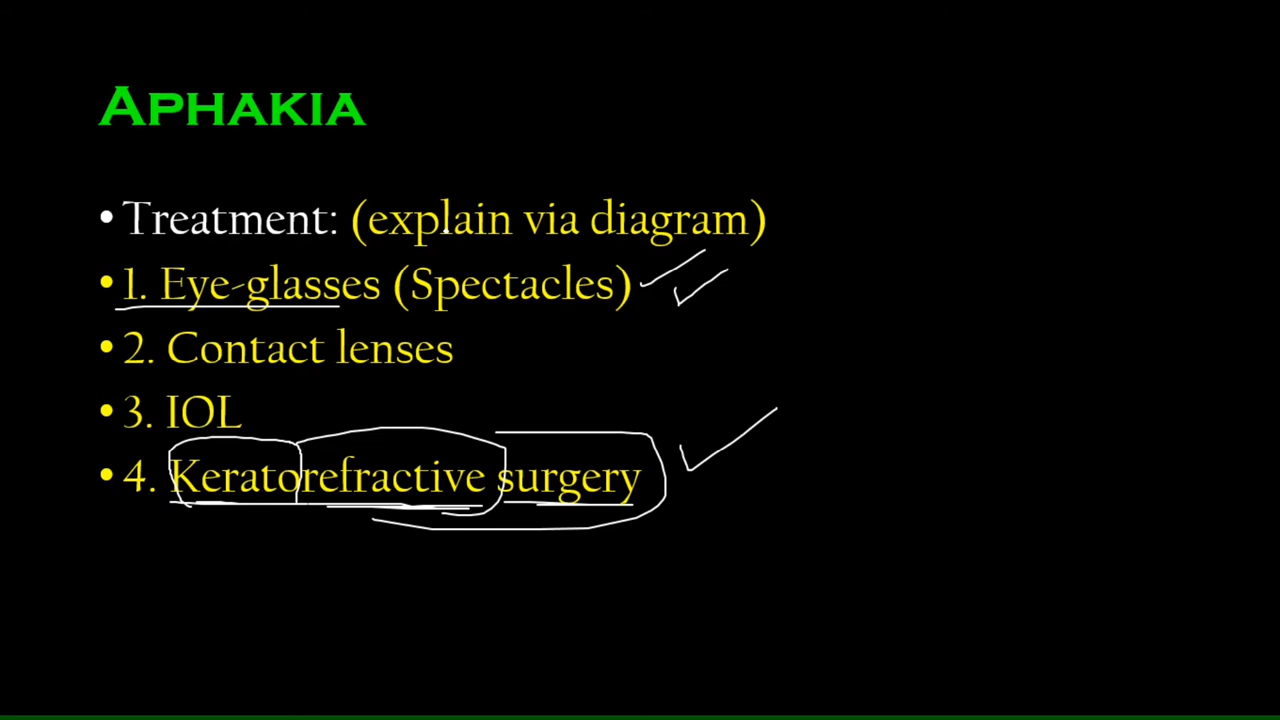 APHAKIA
• Treatment: (explain via diagram)
• 1. Eye-glasses (Spectacles)
• 2. Contact lenses
• 3. IOL
• 4. Keratorefractive surgery